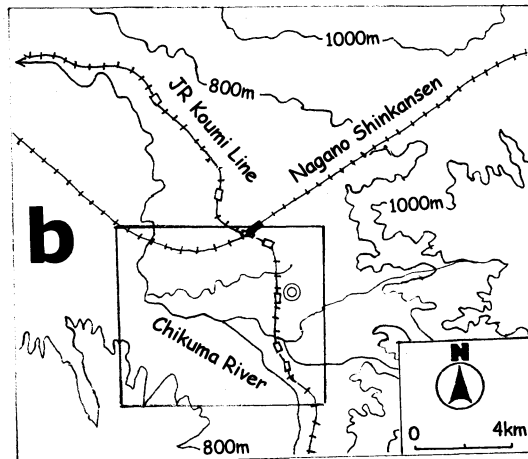 1000m
800m
JR Koumi Line
Nagano Shinkansen
1000m
b
Chikuma River
800m
N
0 4km